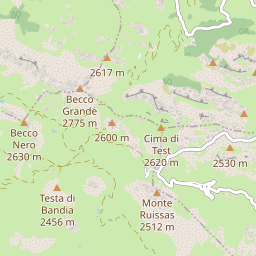 2617 m
Becco
Grande
2775 m
Becco
Nero
2630 m
2600 m
Cima di
Test
2620 m
2530 m
Testa di
Bandia
2456 m
Monte
Ruissas
2512 m